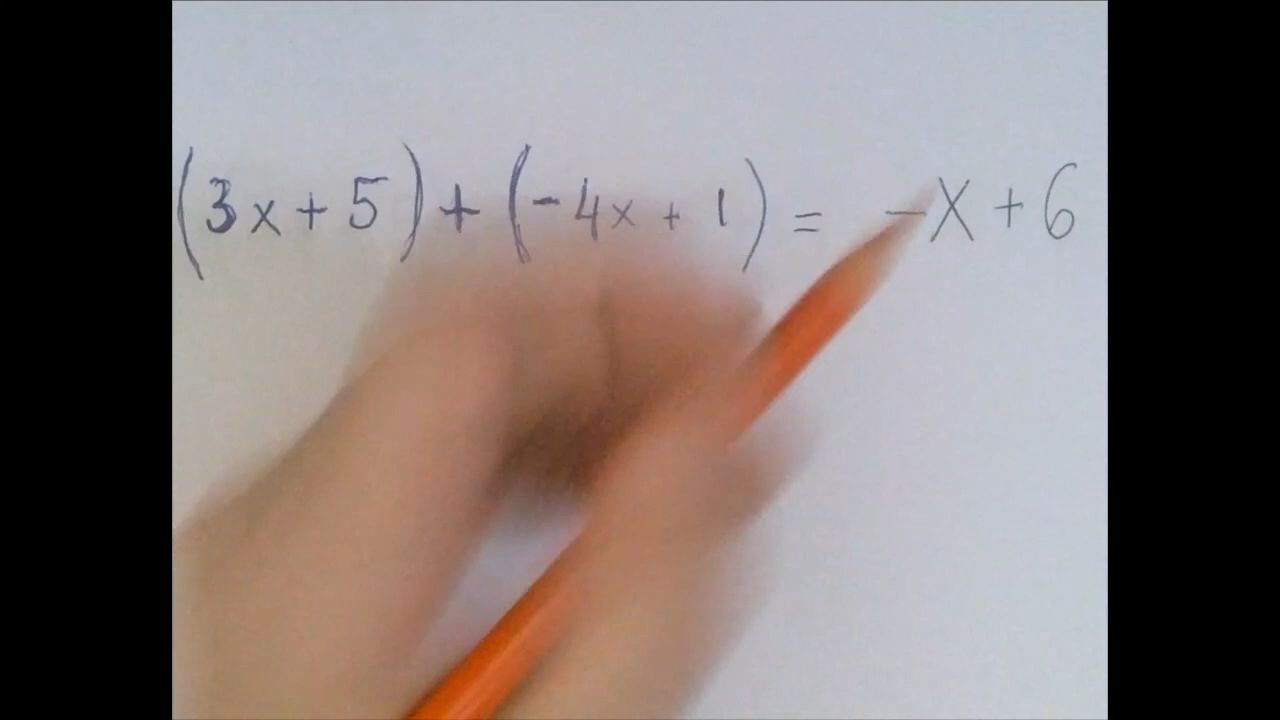 (3x + 5) + (-4x + 1) = -x + 6